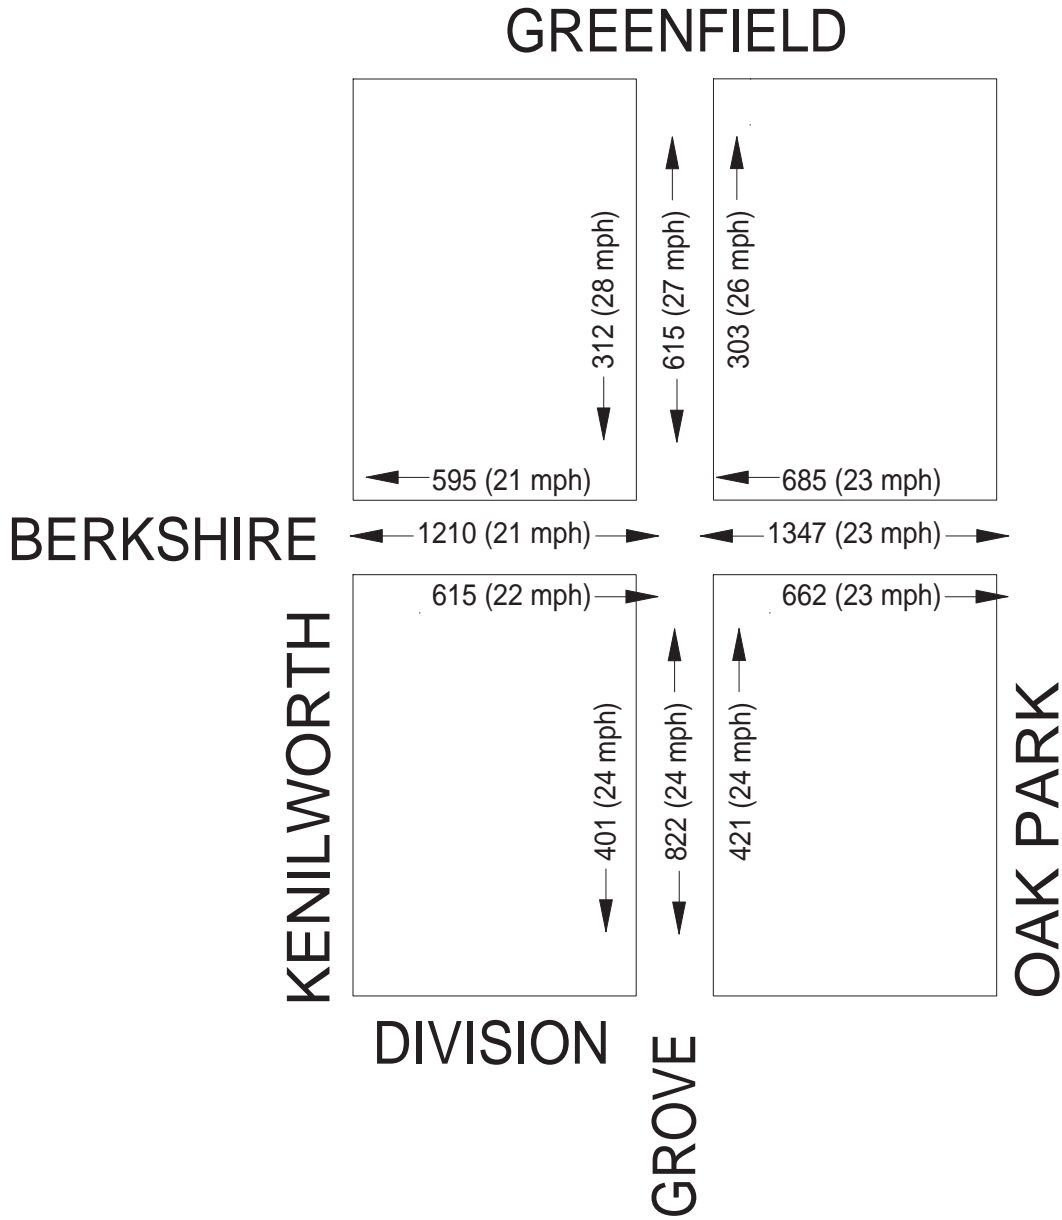 GREENFIELD
312 (28 mph)
615 (27 mph)
303 (26 mph)
595 (21 mph)
685 (23 mph)
BERKSHIRE
1210 (21 mph)
1347 (23 mph)
615 (22 mph)
662 (23 mph)
KENILWORTH
401 (24 mph)
822 (24 mph)
421 (24 mph)
OAK PARK
DIVISION
GROVE